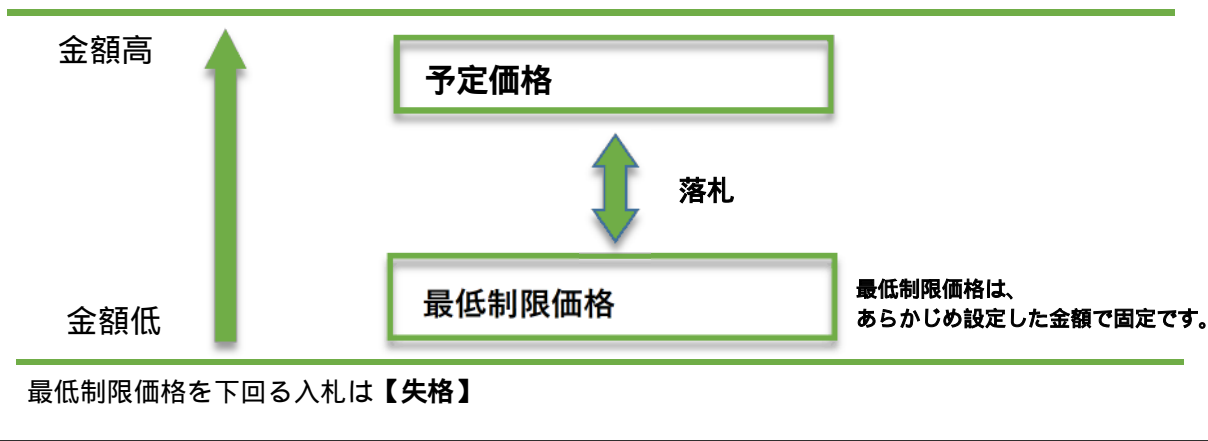 金額高
予定価格
落札
最低制限価格
最低制限価格は、
あらかじめ設定した金額で固定です。
金額低
最低制限価格を下回る入札は【失格】